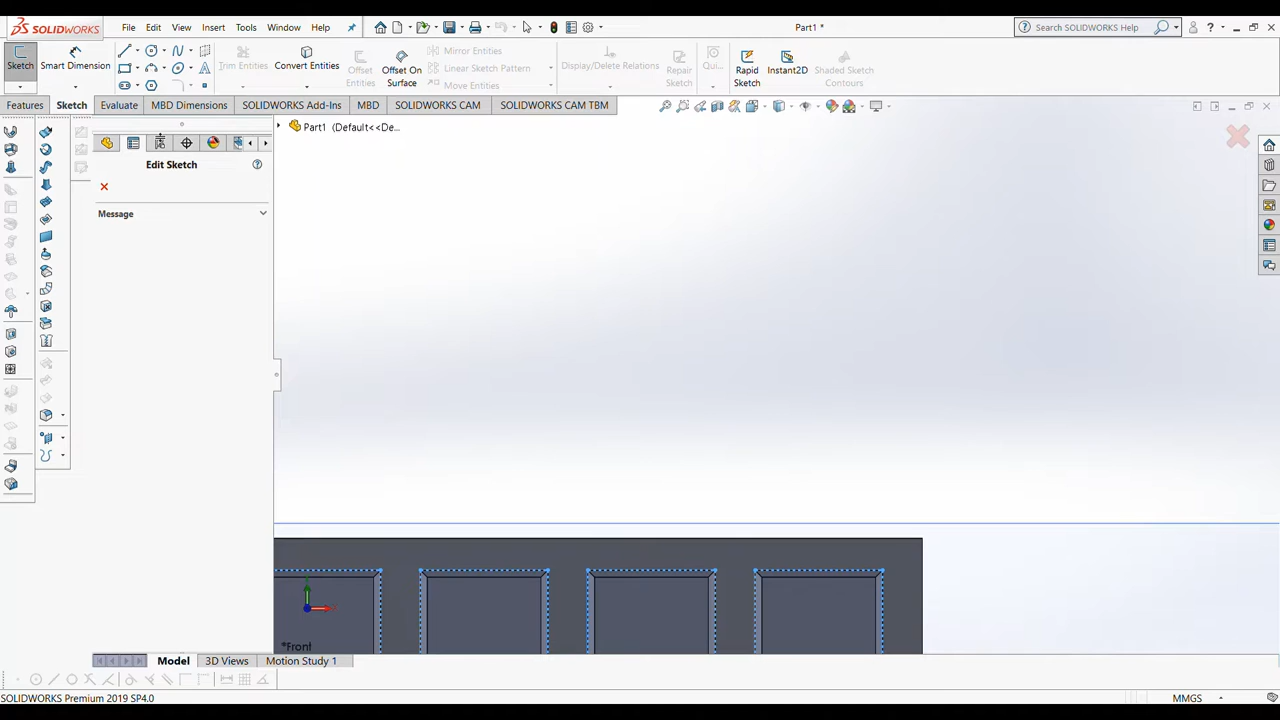 SOLIDWORKS File Edit View Insert Tools Window Help Part1 * Search SOLIDWORKS Help ?
Sketch Smart Dimension Trim Entities Convert Entities Offset Entities Offset On Surface Mirror Entities Linear Sketch Pattern Move Entities Display/Delete Relations Repair Sketch Qui... Rapid Sketch Instant2D Shaded Sketch Contours
Features Sketch Evaluate MBD Dimensions SOLIDWORKS Add-Ins MBD SOLIDWORKS CAM SOLIDWORKS CAM TBM
Part1 (Default<<De...
Edit Sketch ?
Message
*Front
Model 3D Views Motion Study 1
SOLIDWORKS Premium 2019 SP4.0 MMGS